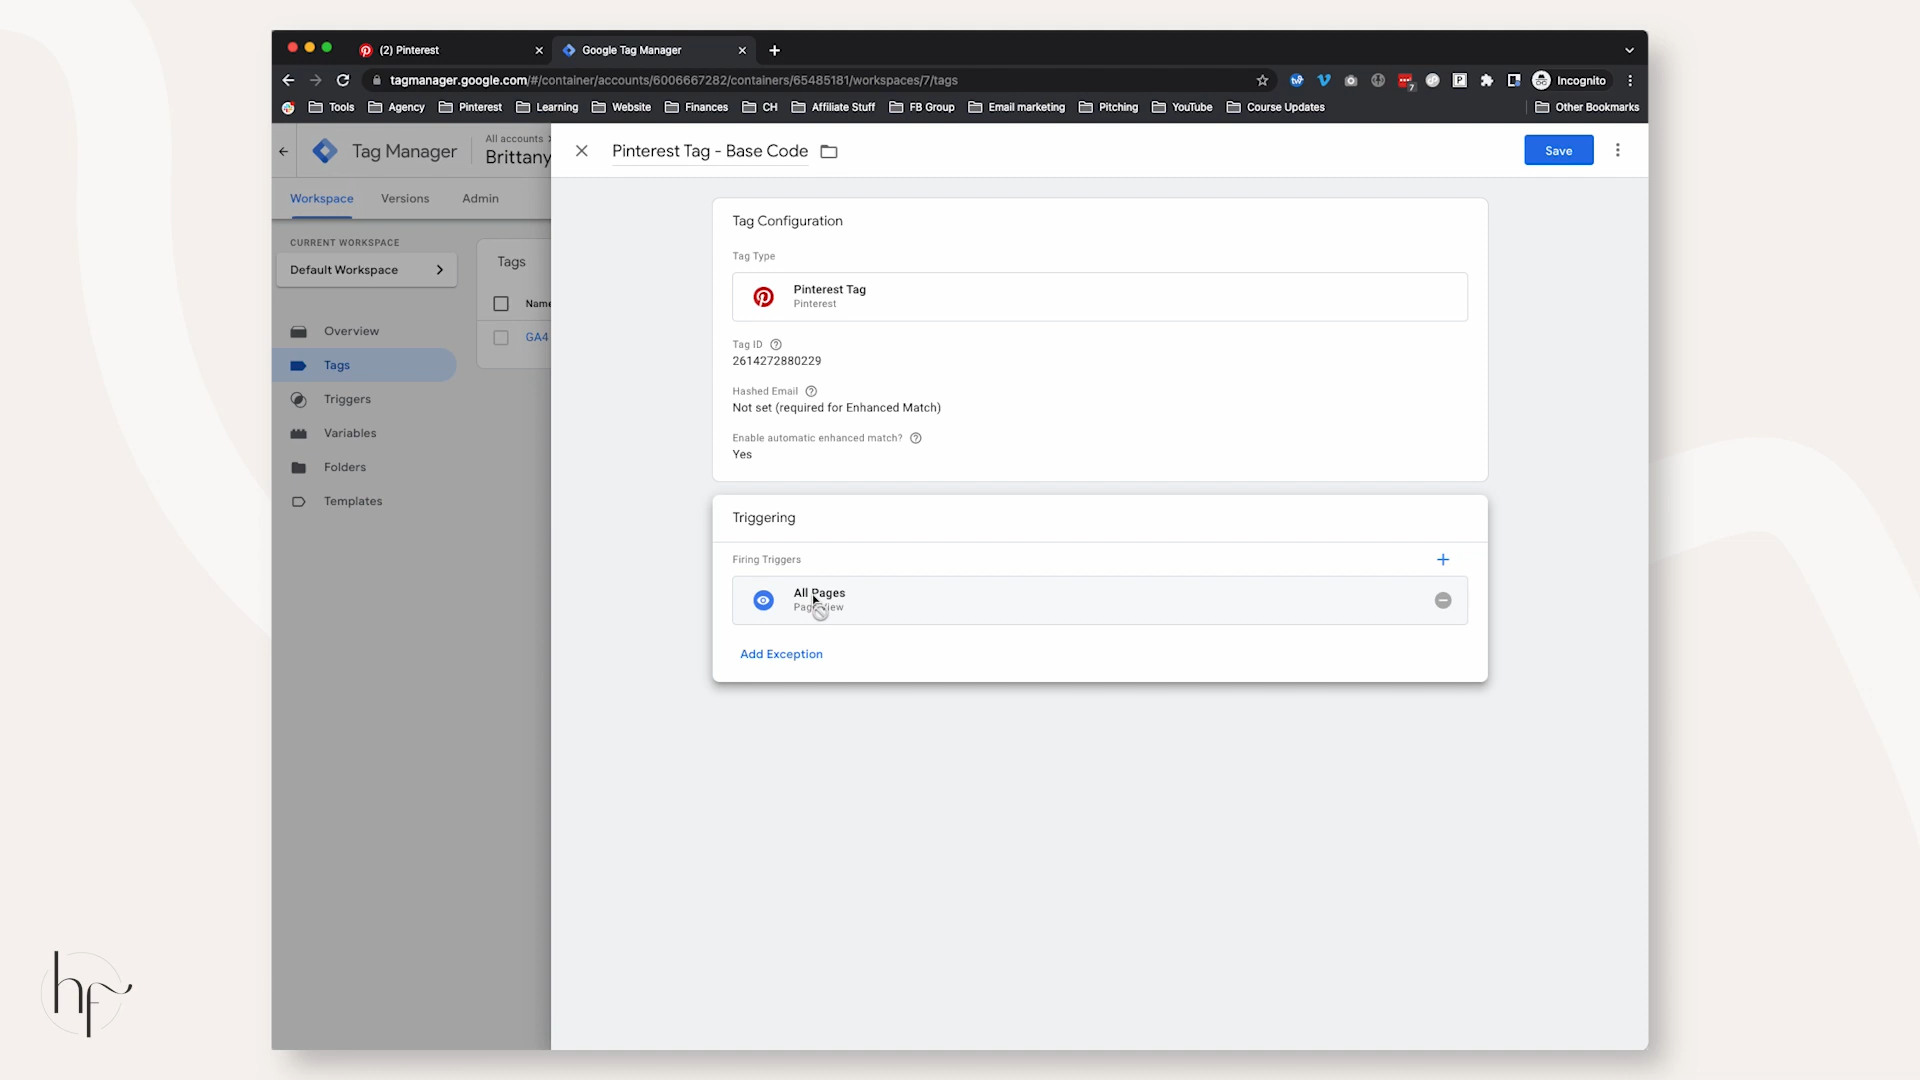 (2) Pinterest
Google Tag Manager
tagmanager.google.com/#/container/accounts/6006667282/containers/65485181/workspaces/7/tags
7
Incognito
Tools
Agency
Pinterest
Learning
Website
Finances
CH
Affiliate Stuff
FB Group
Email marketing
Pitching
YouTube
Course Updates
Other Bookmarks
Tag Manager
All accounts
Brittany
Pinterest Tag - Base Code
Save
Workspace
Versions
Admin
CURRENT WORKSPACE
Default Workspace
Overview
Tags
Triggers
Variables
Folders
Templates
Tags
Name
GA4
Tag Configuration
Tag Type
Pinterest Tag
Pinterest
Tag ID
2614272880229
Hashed Email
Not set (required for Enhanced Match)
Enable automatic enhanced match?
Yes
Triggering
Firing Triggers
All Pages
Page View
Add Exception
hf